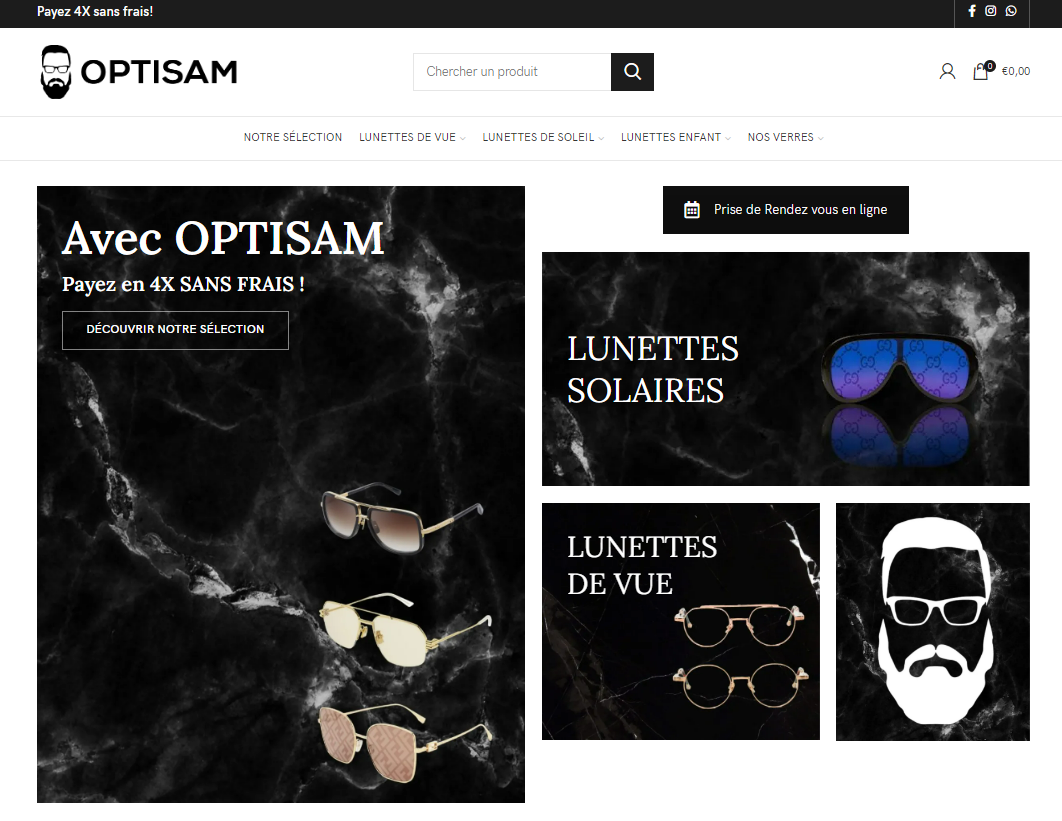 Payez 4X sans frais!
OPTISAM
Chercher un produit
0
€0,00
NOTRE SÉLECTION
LUNETTES DE VUE
LUNETTES DE SOLEIL
LUNETTES ENFANT
NOS VERRES
Avec OPTISAM
Payez en 4X SANS FRAIS !
DÉCOUVRIR NOTRE SÉLECTION
Prise de Rendez vous en ligne
LUNETTES
SOLAIRES
LUNETTES
DE VUE